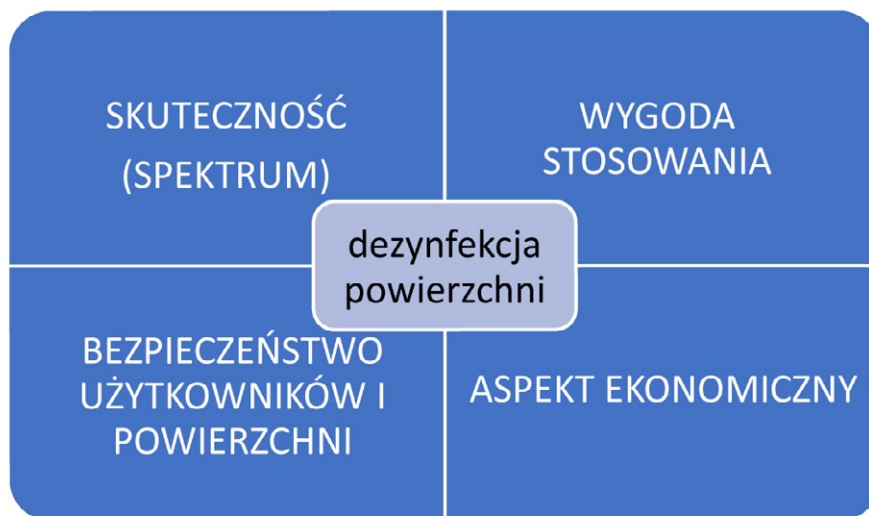 SKUTECZNOŚĆ
(SPEKTRUM)
WYGODA
STOSOWANIA
dezynfekcja
powierzchni
BEZPIECZEŃSTWO
UŻYTKOWNIKÓW I
POWIERZCHNI
ASPEKT EKONOMICZNY